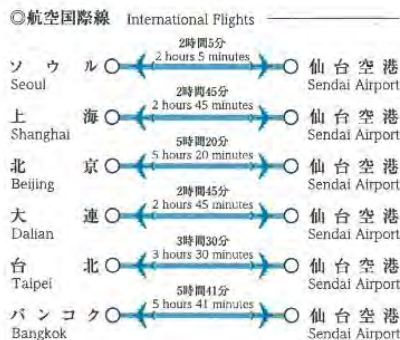 ◎航空国際線 International Flights
2時間5分
2 hours 5 minutes
ソウル 仙台空港
Seoul Sendai Airport
2時間45分
2 hours 45 minutes
上海 仙台空港
Shanghai Sendai Airport
5時間20分
5 hours 20 minutes
北京 仙台空港
Beijing Sendai Airport
2時間45分
2 hours 45 minutes
大連 仙台空港
Dalian Sendai Airport
3時間30分
3 hours 30 minutes
台北 仙台空港
Taipei Sendai Airport
5時間41分
5 hours 41 minutes
バンコク 仙台空港
Bangkok Sendai Airport